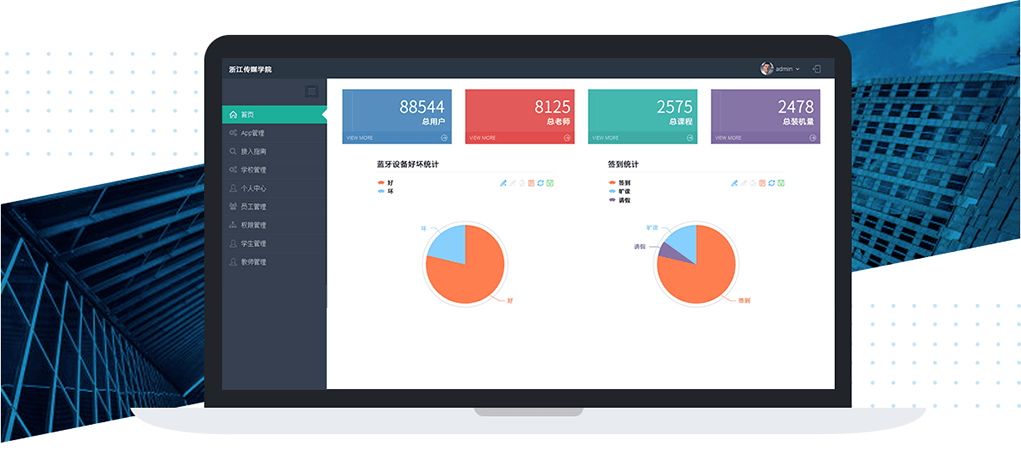 浙江传媒学院
admin
首页
App管理
接入指南
学校管理
个人中心
员工管理
权限管理
学生管理
教师管理
88544
总用户
VIEW MORE
8125
总老师
VIEW MORE
2575
总课程
VIEW MORE
2478
总装机量
VIEW MORE
蓝牙设备好坏统计
好
坏
坏
好
签到统计
签到
旷课
请假
旷课
请假
签到